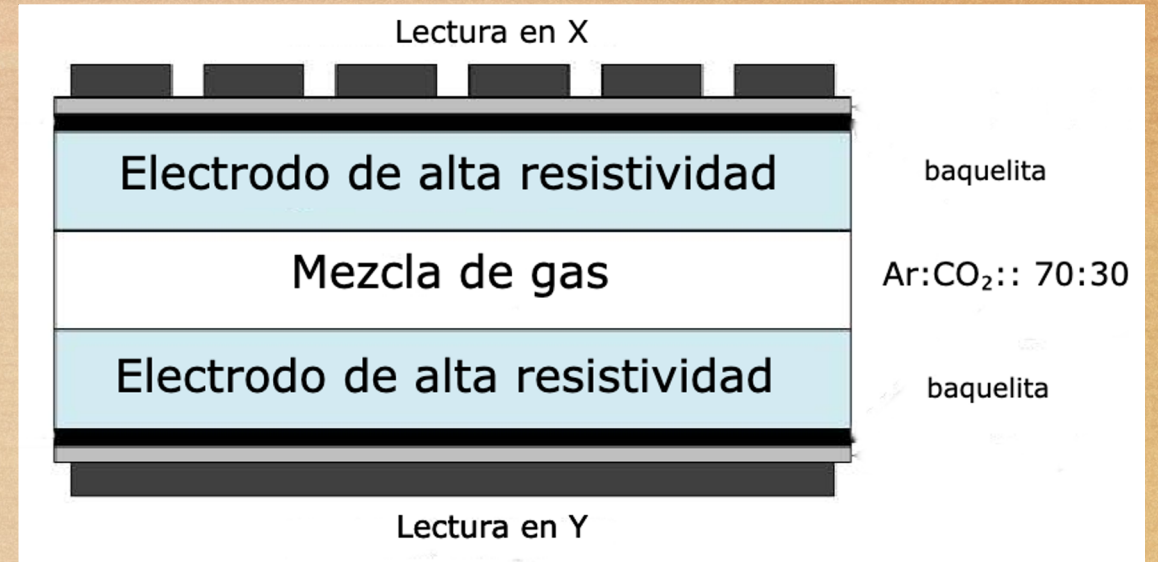 Lectura en X
Electrodo de alta resistividad
baquelita
Mezcla de gas
Ar:CO₂:: 70:30
Electrodo de alta resistividad
baquelita
Lectura en Y